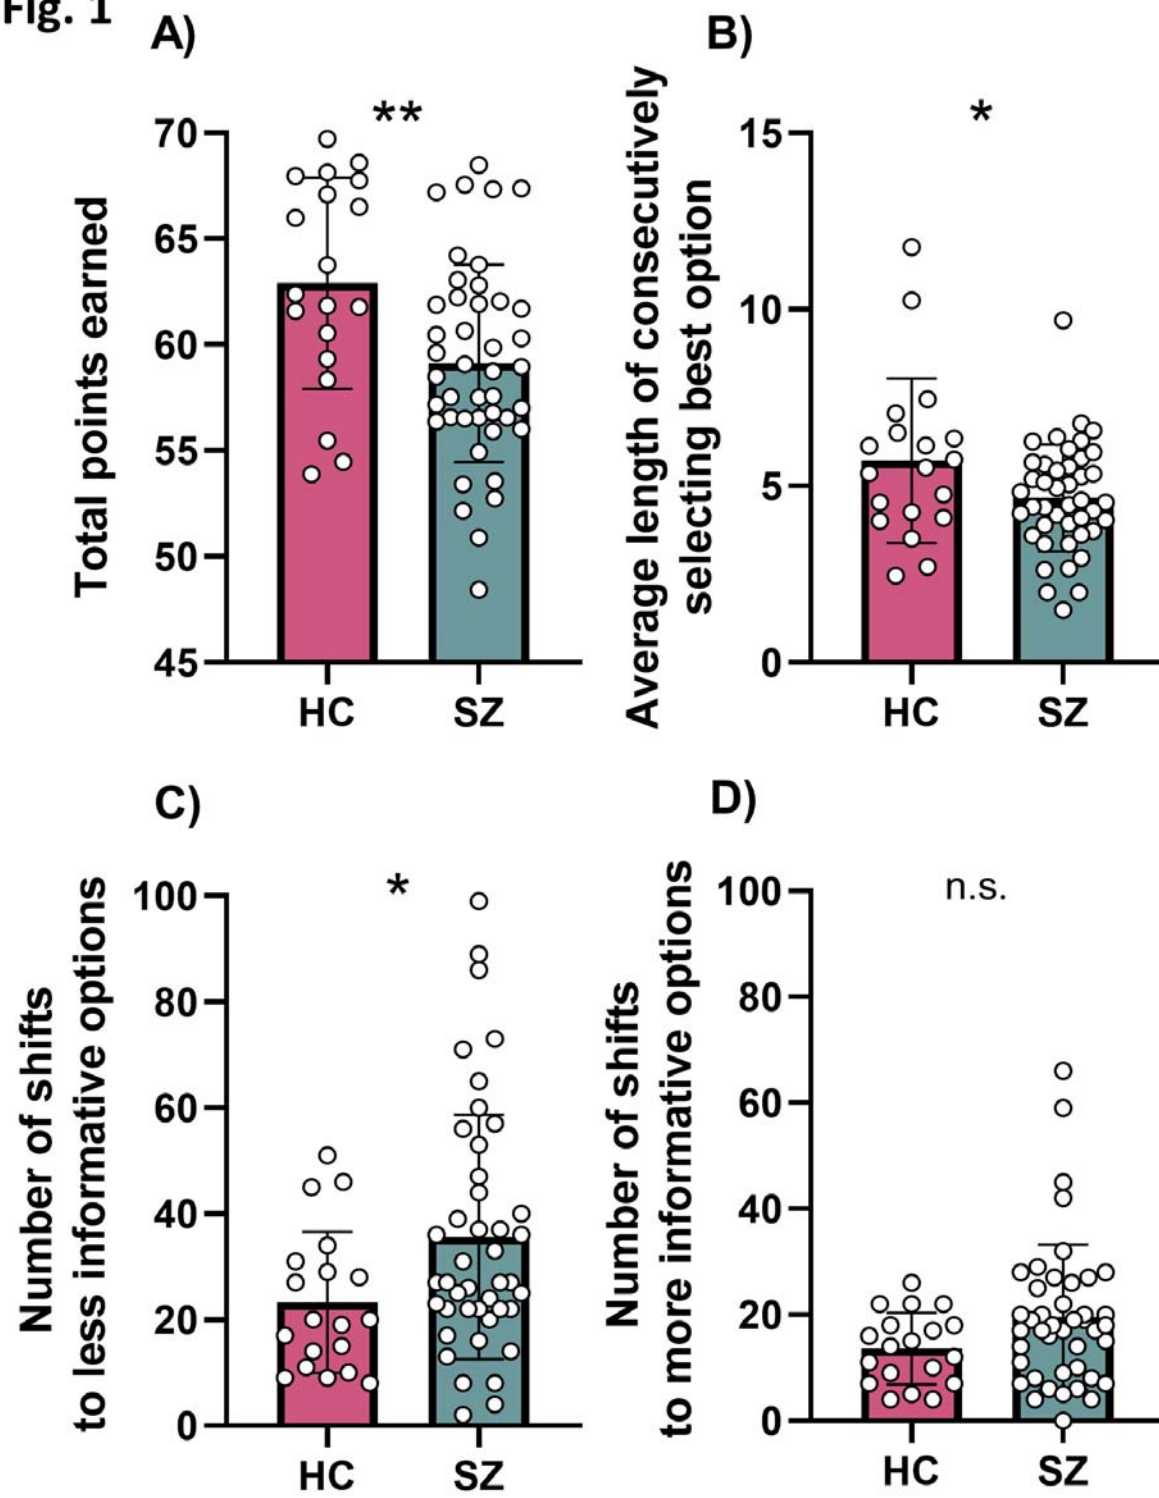 Fig. 1
A)
**
Total points earned
70
65
60
55
50
45
HC
SZ
B)
*
Average length of consecutively
selecting best option
15
10
5
0
HC
SZ
C)
*
Number of shifts
to less informative options
100
80
60
40
20
0
HC
SZ
D)
n.s.
Number of shifts
to more informative options
100
80
60
40
20
0
HC
SZ